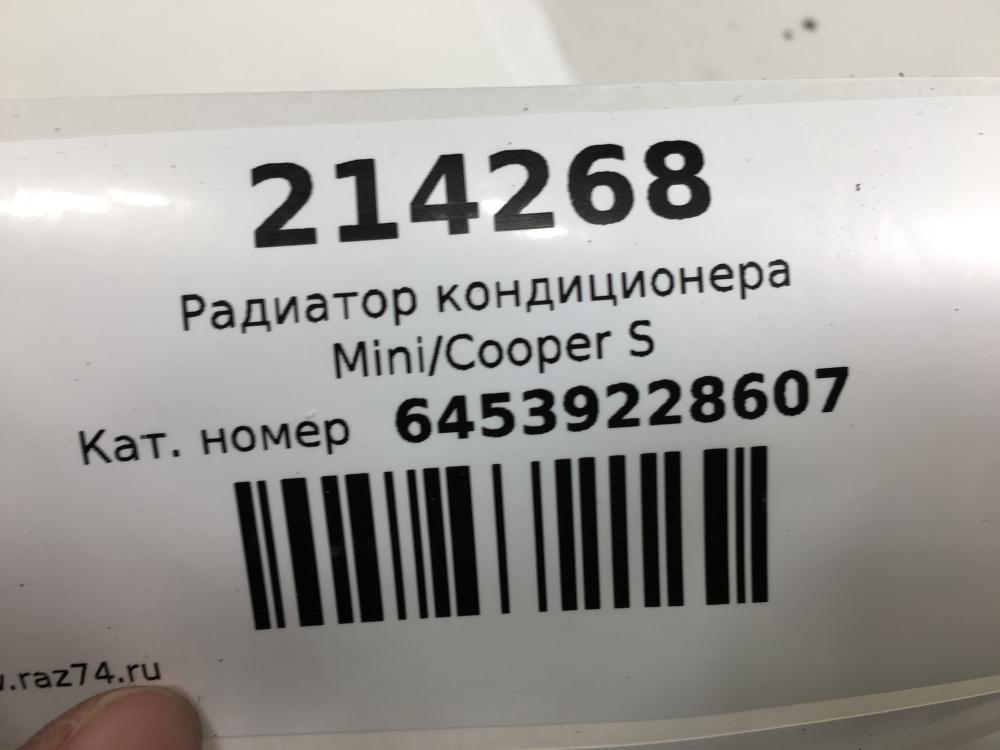 214268
Радиатор кондиционера
Mini/Cooper S
Кат. номер 64539228607
.raz74.ru